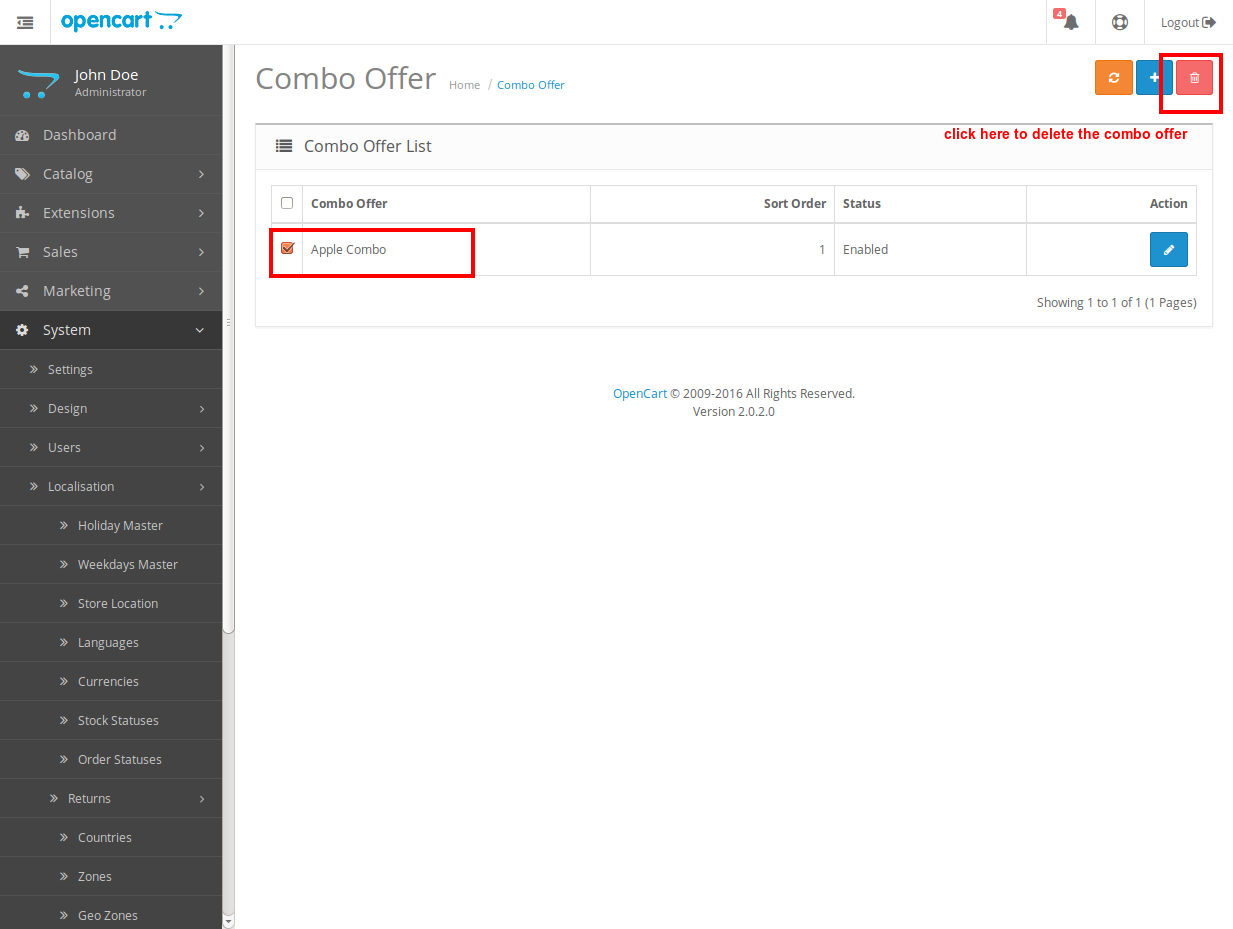 opencart
4
Logout
John Doe
Administrator
Dashboard
Catalog
Extensions
Sales
Marketing
System
Settings
Design
Users
Localisation
Holiday Master
Weekdays Master
Store Location
Languages
Currencies
Stock Statuses
Order Statuses
Returns
Countries
Zones
Geo Zones
Combo Offer Home / Combo Offer
click here to delete the combo offer
Combo Offer List
Combo Offer Sort Order Status Action
Apple Combo 1 Enabled
Showing 1 to 1 of 1 (1 Pages)
OpenCart © 2009-2016 All Rights Reserved.
Version 2.0.2.0